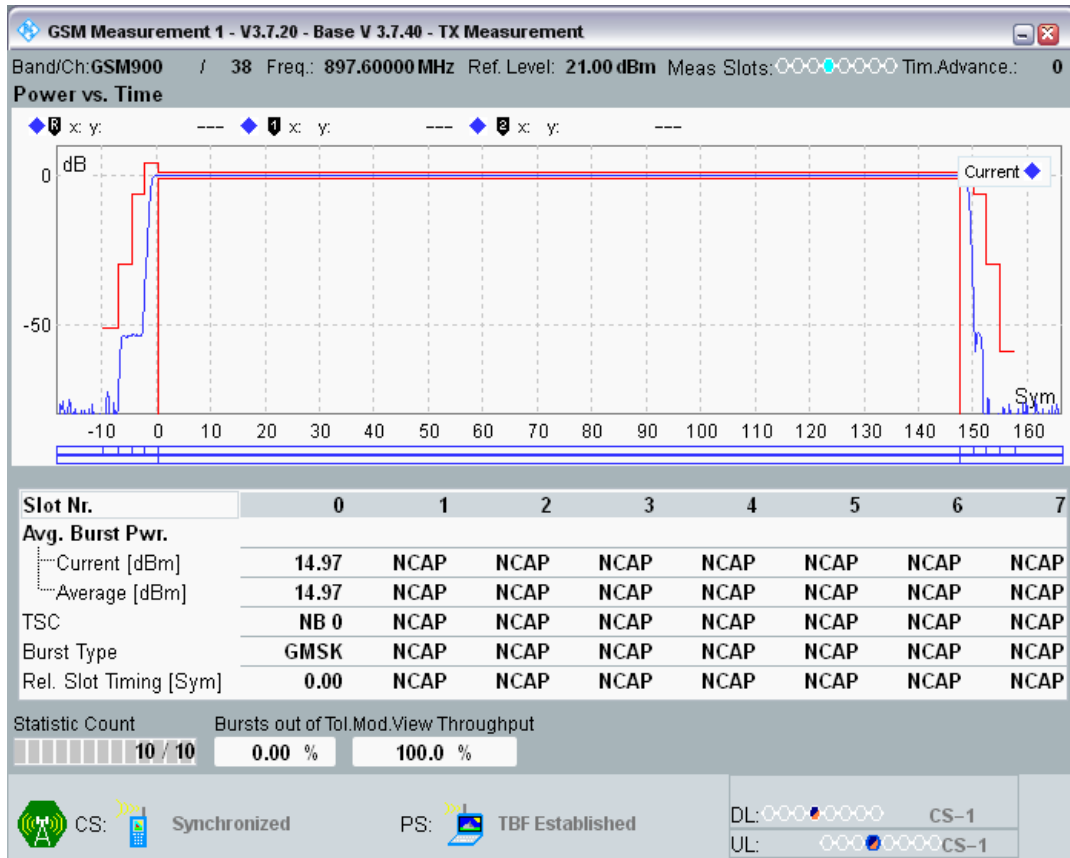 GSM Measurement 1 - V3.7.20 - Base V 3.7.40 - TX Measurement
Band/Ch:GSM900 / 38 Freq.: 897.60000 MHz Ref. Level: 21.00 dBm Meas Slots: Tim.Advance.: 0
Power vs. Time
R x: y: --- 1 x: y: --- 2 x: y: ---
dB
Current
0
-50
Sym
-10 0 10 20 30 40 50 60 70 80 90 100 110 120 130 140 150 160
Slot Nr. 0 1 2 3 4 5 6 7
Avg. Burst Pwr.
Current [dBm] 14.97 NCAP NCAP NCAP NCAP NCAP NCAP NCAP
Average [dBm] 14.97 NCAP NCAP NCAP NCAP NCAP NCAP NCAP
TSC NB 0 NCAP NCAP NCAP NCAP NCAP NCAP NCAP
Burst Type GMSK NCAP NCAP NCAP NCAP NCAP NCAP NCAP
Rel. Slot Timing [Sym] 0.00 NCAP NCAP NCAP NCAP NCAP NCAP NCAP
Statistic Count Bursts out of Tol. Mod.View Throughput
10 / 10 0.00 % 100.0 %
CS: Synchronized PS: TBF Established
DL: CS-1
UL: CS-1